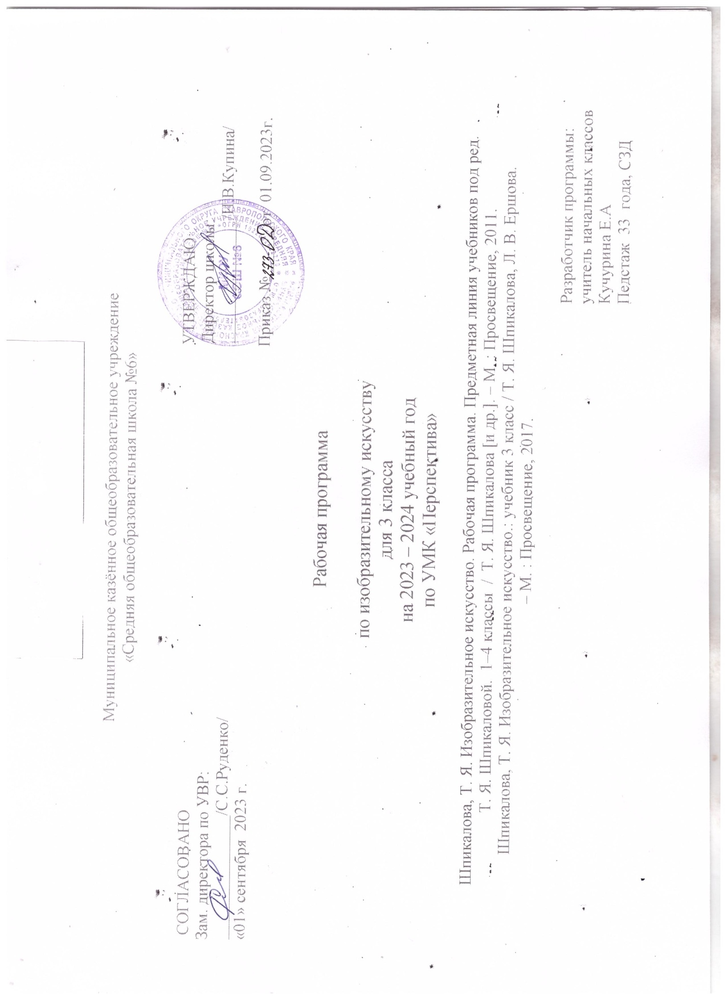 Муниципальное казённое общеобразовательное учреждение
«Средняя общеобразовательная школа №6»
СОГЛАСОВАНО
Зам. директора по УВР:
/С.С.Руденко/
«01» сентября 2023 г.
УТВЕРЖДАЮ
Директор школы
В.Купина/
Приказ №273-ОД от 01.09.2023г.
Рабочая программа
по изобразительному искусству
для 3 класса
на 2023 – 2024 учебный год
по УМК «Перспектива»
Шпикалова, Т. Я. Изобразительное искусство. Рабочая программа. Предметная линия учебников под ред.
Т. Я. Шпикаловой. 1–4 классы / Т. Я. Шпикалова [и др.]. – М. : Просвещение, 2011.
Шпикалова, Т. Я. Изобразительное искусство.: учебник 3 класс / Т. Я. Шпикалова, Л. В. Ершова.
– М. : Просвещение, 2017.
Разработчик программы:
учитель начальных классов
Кучурина Е.А
Педстаж 33 года, СЗД